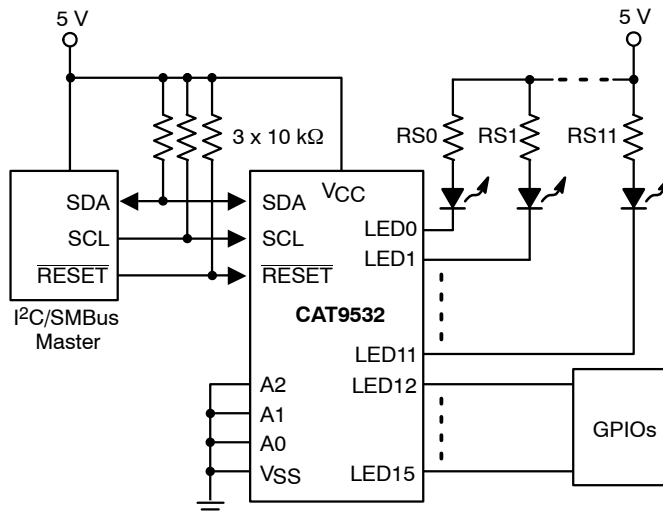 5 V
5 V
3 x 10 kΩ
RS0
RS1
RS11
VCC
SDA
SDA
LED0
SCL
SCL
LED1
RESET
RESET
I2C/SMBus
Master
CAT9532
LED11
A2
LED12
A1
A0
GPIOs
VSS
LED15